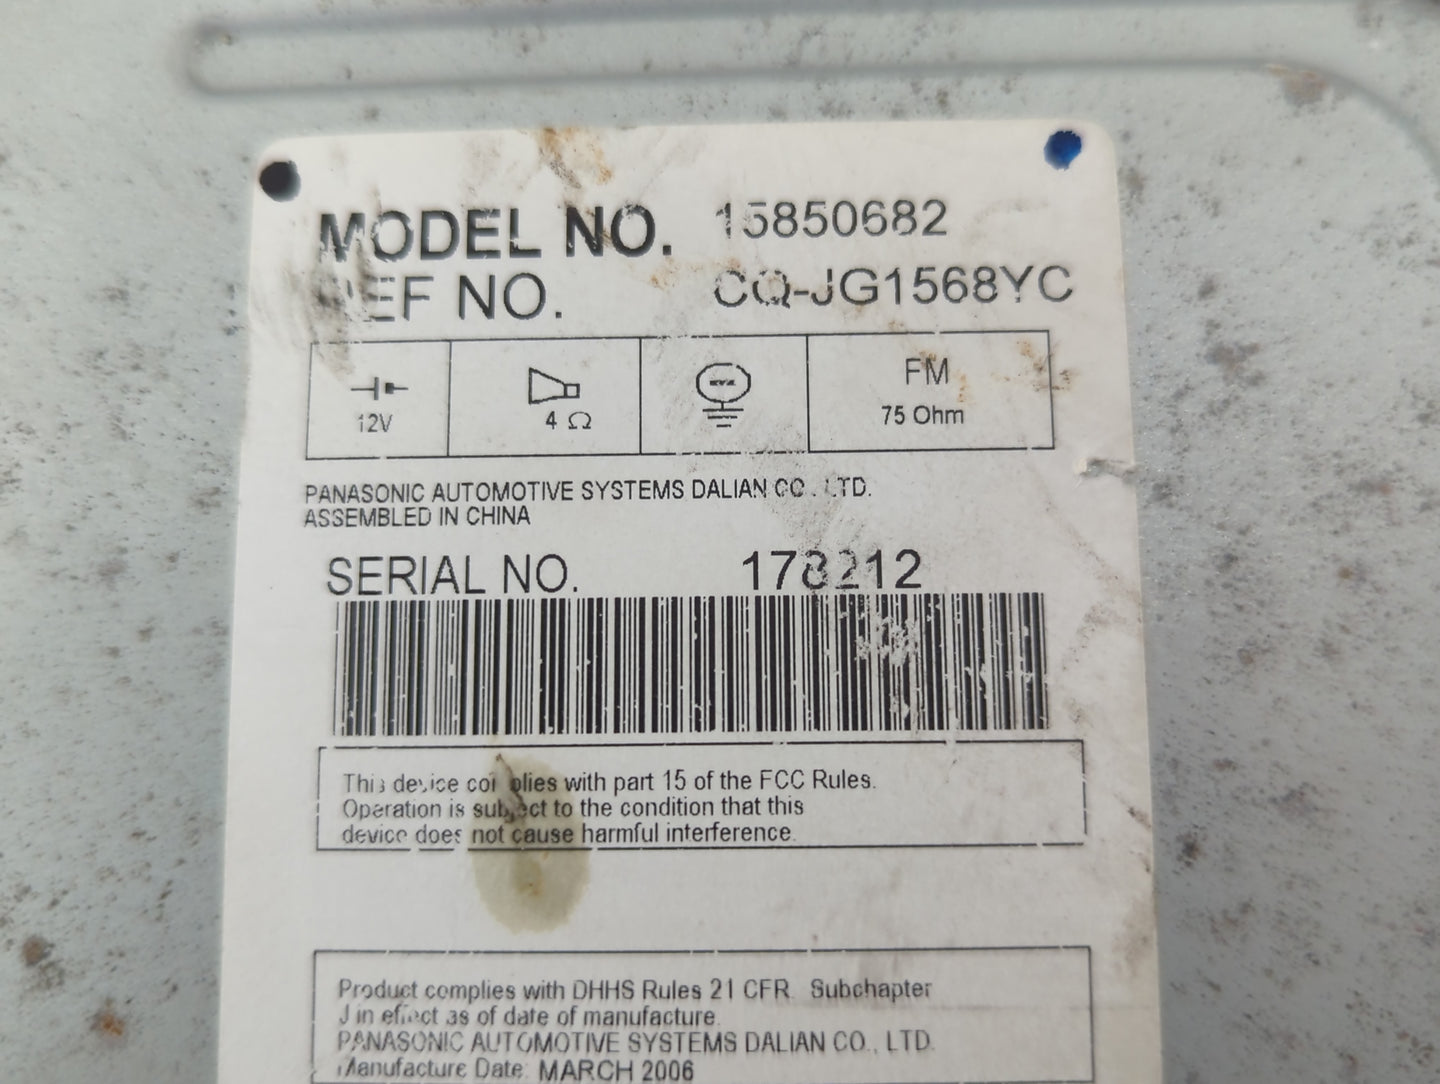 MODEL NO. 15850682
REF NO. CQ-JG1568YC
12V
4 Ω
FM
75 Ohm
PANASONIC AUTOMOTIVE SYSTEMS DALIAN CO., LTD.
ASSEMBLED IN CHINA
SERIAL NO. 178212
This device complies with part 15 of the FCC Rules.
Operation is subject to the condition that this
device does not cause harmful interference.
Product complies with DHHS Rules 21 CFR Subchapter
J in effect as of date of manufacture.
PANASONIC AUTOMOTIVE SYSTEMS DALIAN CO., LTD.
Manufacture Date: MARCH 2006